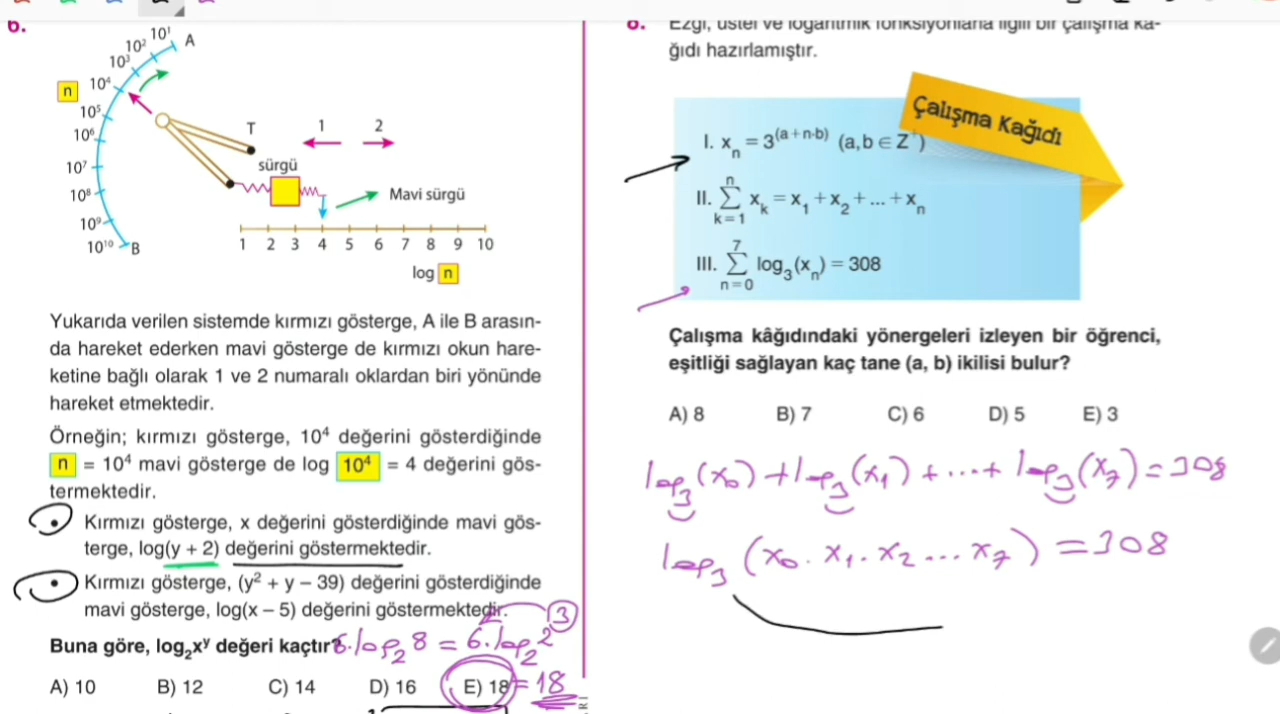 6.
10¹ A
10²
10³
n 10⁴
10⁵
10⁶
10⁷
10⁸
10⁹
10¹⁰ B
T 1 2
sürgü
Mavi sürgü
1 2 3 4 5 6 7 8 9 10
log n
Yukarıda verilen sistemde kırmızı gösterge, A ile B arasın-
da hareket ederken mavi gösterge de kırmızı okun hare-
ketine bağlı olarak 1 ve 2 numaralı oklardan biri yönünde
hareket etmektedir.
Örneğin; kırmızı gösterge, 10⁴ değerini gösterdiğinde
n = 10⁴ mavi gösterge de log 10⁴ = 4 değerini gös-
termektedir.
• Kırmızı gösterge, x değerini gösterdiğinde mavi gös-
terge, log(y + 2) değerini göstermektedir.
• Kırmızı gösterge, (y² + y – 39) değerini gösterdiğinde
mavi gösterge, log(x – 5) değerini göstermektedir.
Buna göre, log₂xʸ değeri kaçtır?
6·log₂8 = 6·log₂2³
A) 10 B) 12 C) 14 D) 16 E) 18
= 18
8. Ezgi, üstel ve logaritmik fonksiyonlarla ilgili bir çalışma ka-
ğıdı hazırlamıştır.
Çalışma Kağıdı
I. xₙ = 3^(a+n·b) (a,b ∈ Z⁺)
II. ∑ₖ₌₁ⁿ xₖ = x₁ + x₂ + ... + xₙ
III. ∑ₙ₌₀⁷ log₃(xₙ) = 308
Çalışma kâğıdındaki yönergeleri izleyen bir öğrenci,
eşitliği sağlayan kaç tane (a, b) ikilisi bulur?
A) 8 B) 7 C) 6 D) 5 E) 3
log₃(x₀) + log₃(x₁) + ... + log₃(x₇) = 308
log₃(x₀ · x₁ · x₂ ... x₇) = 308